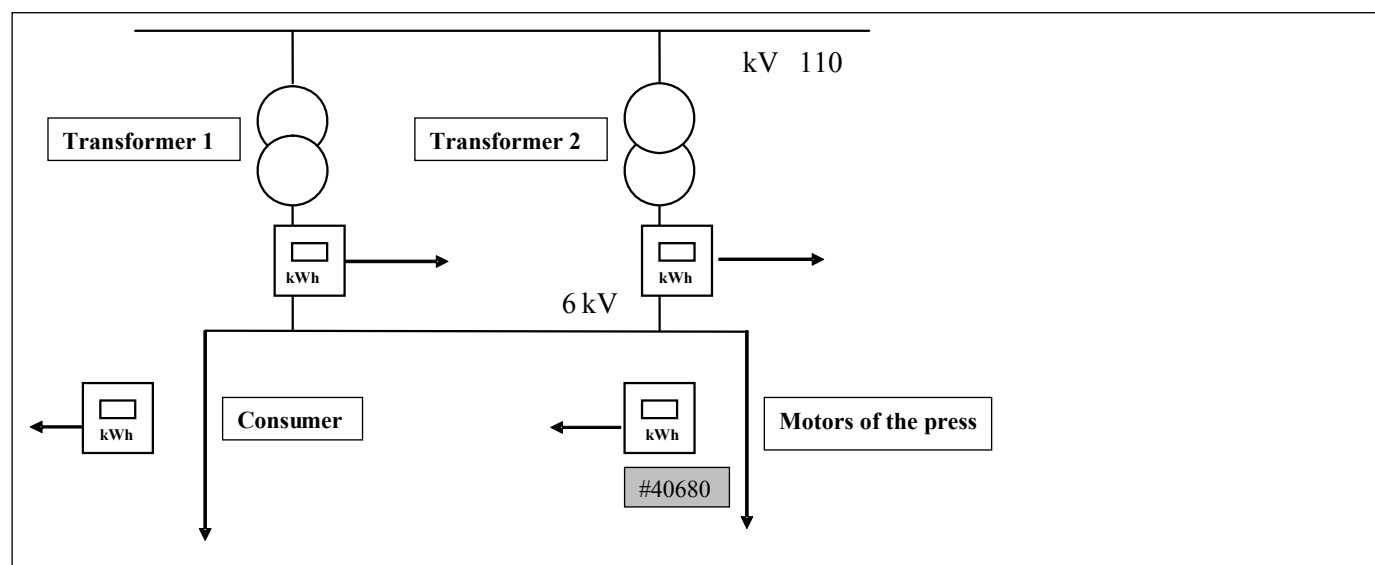 kV 110
Transformer 1
Transformer 2
kWh
kWh
6 kV
kWh
Consumer
kWh
Motors of the press
#40680